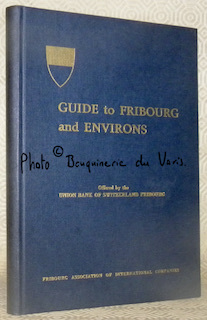 GUIDE to FRIBOURG
and ENVIRONS
Photo © Bouquinerie du Varis.
Offered by the
UNION BANK OF SWITZERLAND FRIBOURG
FRIBOURG ASSOCIATION OF INTERNATIONAL COMPANIES